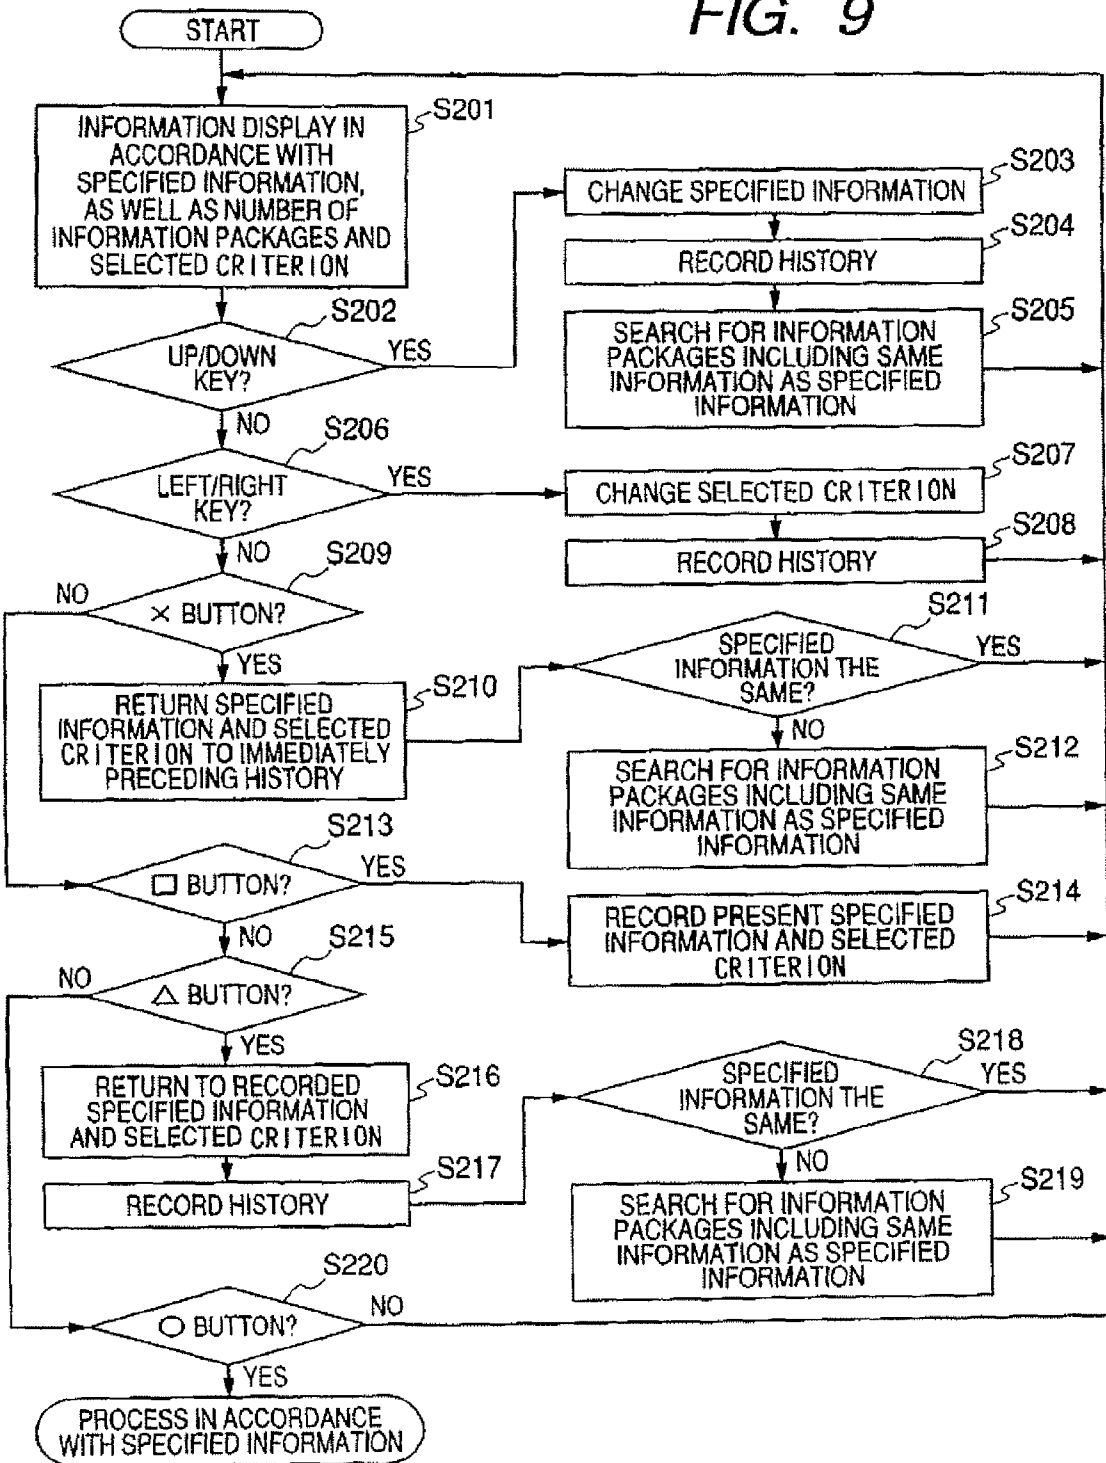 FIG. 9
START
S201
INFORMATION DISPLAY IN
ACCORDANCE WITH
SPECIFIED INFORMATION,
AS WELL AS NUMBER OF
INFORMATION PACKAGES AND
SELECTED CRITERION
S202
UP/DOWN
KEY?
YES
NO
S203
CHANGE SPECIFIED INFORMATION
S204
RECORD HISTORY
S205
SEARCH FOR INFORMATION
PACKAGES INCLUDING SAME
INFORMATION AS SPECIFIED
INFORMATION
S206
LEFT/RIGHT
KEY?
YES
NO
S207
CHANGE SELECTED CRITERION
S208
RECORD HISTORY
S209
× BUTTON?
NO
YES
S210
RETURN SPECIFIED
INFORMATION AND SELECTED
CRITERION TO IMMEDIATELY
PRECEDING HISTORY
S211
SPECIFIED
INFORMATION THE
SAME?
YES
NO
S212
SEARCH FOR INFORMATION
PACKAGES INCLUDING SAME
INFORMATION AS SPECIFIED
INFORMATION
S213
□ BUTTON?
YES
NO
S214
RECORD PRESENT SPECIFIED
INFORMATION AND SELECTED
CRITERION
S215
△ BUTTON?
NO
YES
S216
RETURN TO RECORDED
SPECIFIED INFORMATION
AND SELECTED CRITERION
S217
RECORD HISTORY
S218
SPECIFIED
INFORMATION THE
SAME?
YES
NO
S219
SEARCH FOR INFORMATION
PACKAGES INCLUDING SAME
INFORMATION AS SPECIFIED
INFORMATION
S220
○ BUTTON?
NO
YES
PROCESS IN ACCORDANCE
WITH SPECIFIED INFORMATION